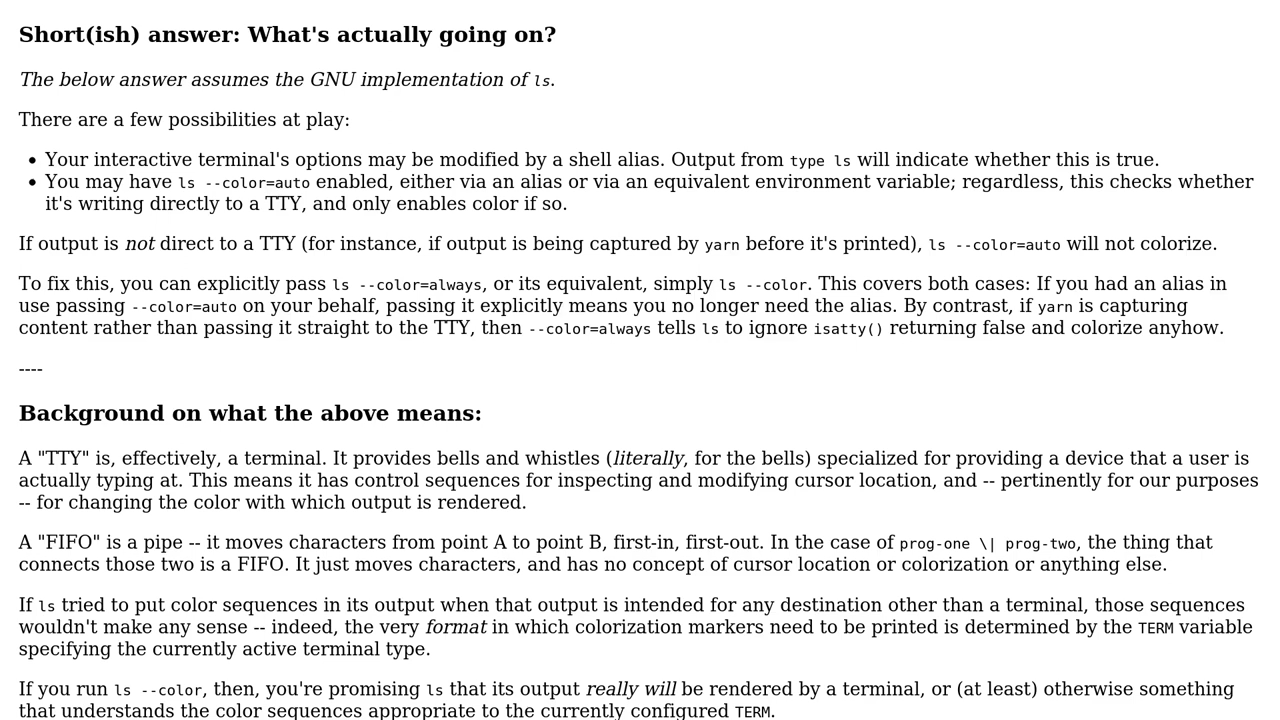 Short(ish) answer: What's actually going on?
The below answer assumes the GNU implementation of ls.
There are a few possibilities at play:
• Your interactive terminal's options may be modified by a shell alias. Output from type ls will indicate whether this is true.
• You may have ls --color=auto enabled, either via an alias or via an equivalent environment variable; regardless, this checks whether
it's writing directly to a TTY, and only enables color if so.
If output is not direct to a TTY (for instance, if output is being captured by yarn before it's printed), ls --color=auto will not colorize.
To fix this, you can explicitly pass ls --color=always, or its equivalent, simply ls --color. This covers both cases: If you had an alias in
use passing --color=auto on your behalf, passing it explicitly means you no longer need the alias. By contrast, if yarn is capturing
content rather than passing it straight to the TTY, then --color=always tells ls to ignore isatty() returning false and colorize anyhow.
----
Background on what the above means:
A "TTY" is, effectively, a terminal. It provides bells and whistles (literally, for the bells) specialized for providing a device that a user is
actually typing at. This means it has control sequences for inspecting and modifying cursor location, and -- pertinently for our purposes
-- for changing the color with which output is rendered.
A "FIFO" is a pipe -- it moves characters from point A to point B, first-in, first-out. In the case of prog-one \| prog-two, the thing that
connects those two is a FIFO. It just moves characters, and has no concept of cursor location or colorization or anything else.
If ls tried to put color sequences in its output when that output is intended for any destination other than a terminal, those sequences
wouldn't make any sense -- indeed, the very format in which colorization markers need to be printed is determined by the TERM variable
specifying the currently active terminal type.
If you run ls --color, then, you're promising ls that its output really will be rendered by a terminal, or (at least) otherwise something
that understands the color sequences appropriate to the currently configured TERM.